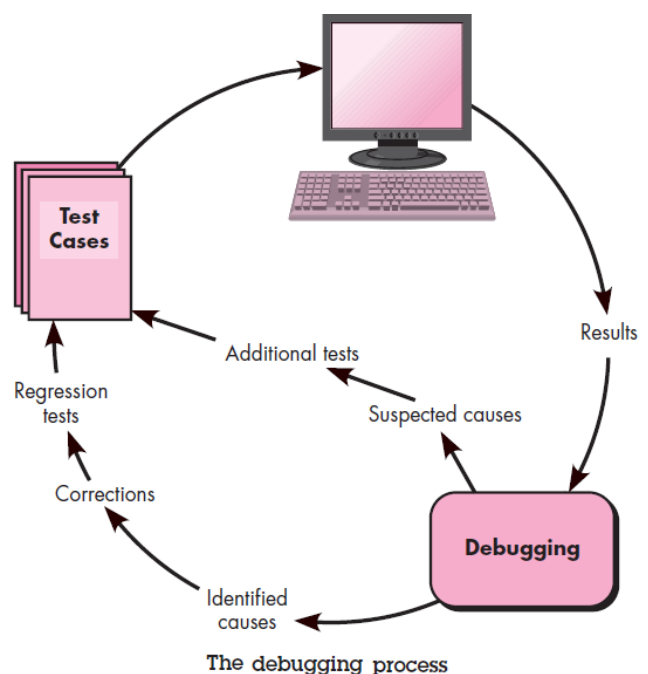 Test
Cases
Results
Additional tests
Suspected causes
Regression
tests
Corrections
Debugging
Identified
causes
The debugging process